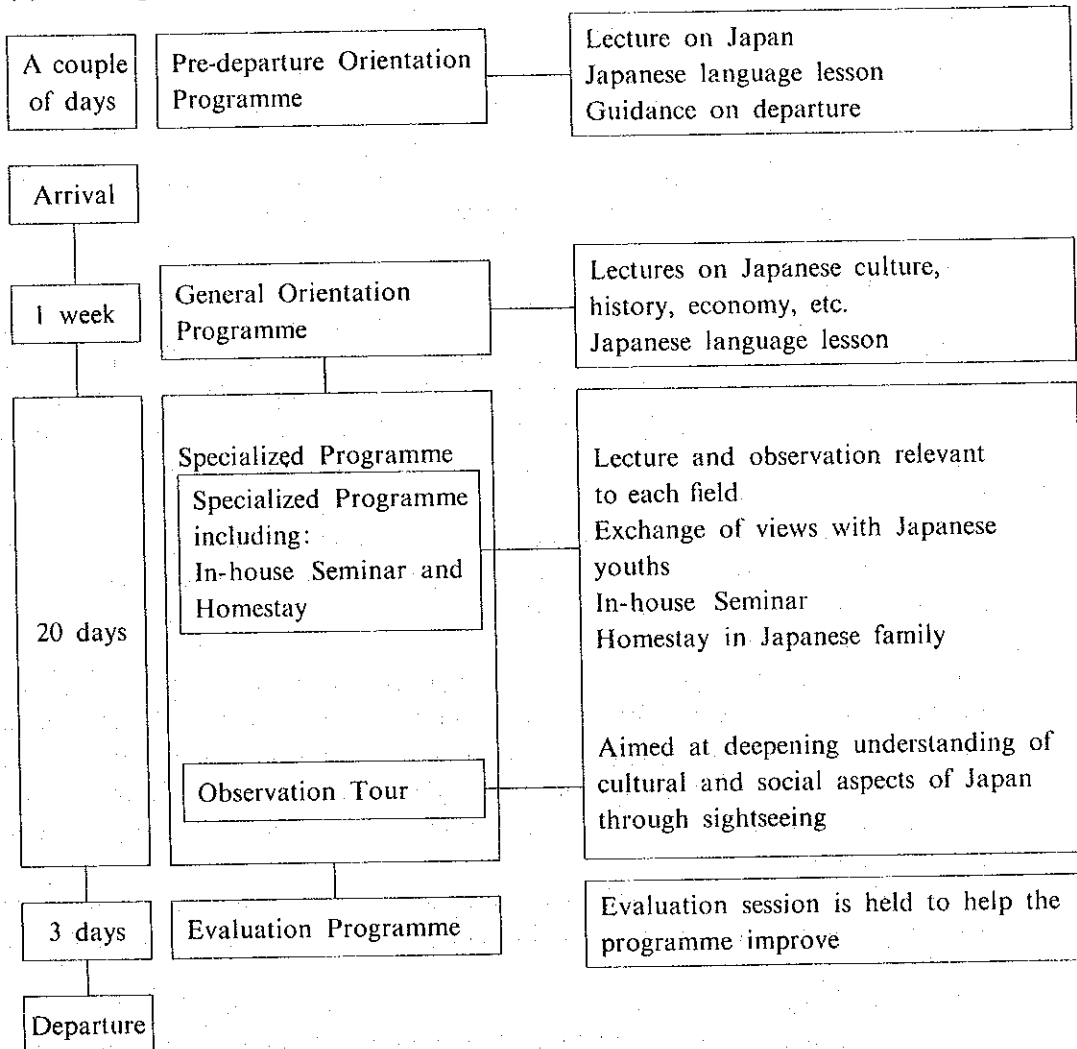 A couple
of days
Pre-departure Orientation
Programme
Lecture on Japan
Japanese language lesson
Guidance on departure
Arrival
1 week
General Orientation
Programme
Lectures on Japanese culture,
history, economy, etc.
Japanese language lesson
20 days
Specialized Programme
Specialized Programme
including:
In-house Seminar and
Homestay
Lecture and observation relevant
to each field
Exchange of views with Japanese
youths
In-house Seminar
Homestay in Japanese family
Observation Tour
Aimed at deepening understanding of
cultural and social aspects of Japan
through sightseeing
3 days
Evaluation Programme
Evaluation session is held to help the
programme improve
Departure